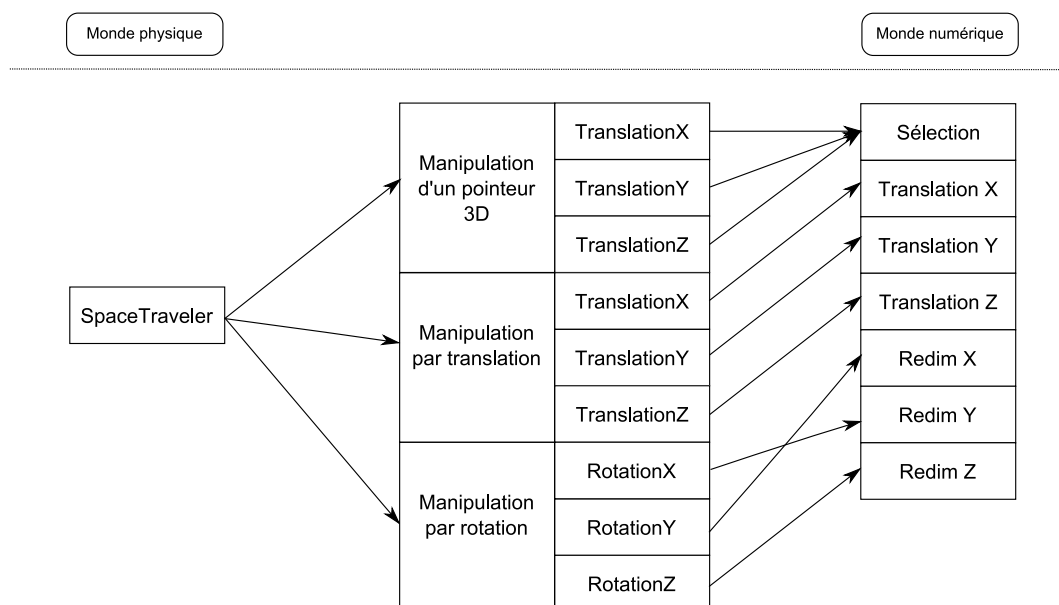 Monde physique
Monde numérique
SpaceTraveler
Manipulation
d'un pointeur
3D
TranslationX
TranslationY
TranslationZ
Manipulation
par translation
TranslationX
TranslationY
TranslationZ
Manipulation
par rotation
RotationX
RotationY
RotationZ
Sélection
Translation X
Translation Y
Translation Z
Redim X
Redim Y
Redim Z